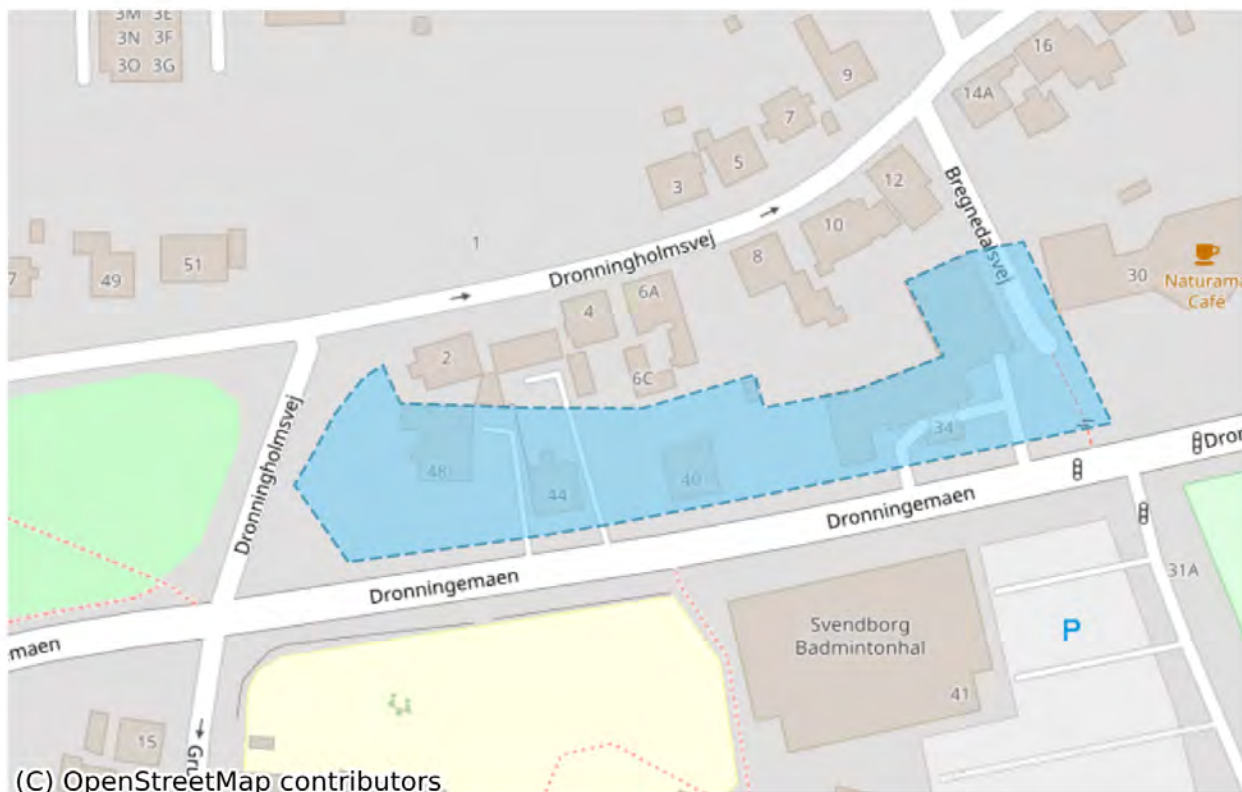 3M 3E
3N 3F
3O 3G
9
16
14A
7
5
3
12
Bregnedalsvej
10
1
Dronningholmsvej
51
49
7
8
30
Naturama
Café
6A
4
2
6C
Dronningholmsvej
48
44
40
34
Dronningemaen
Dronningemaen
Dron
31A
Svendborg
Badmintonhal
P
41
maen
15
Gru
(C) OpenStreetMap contributors